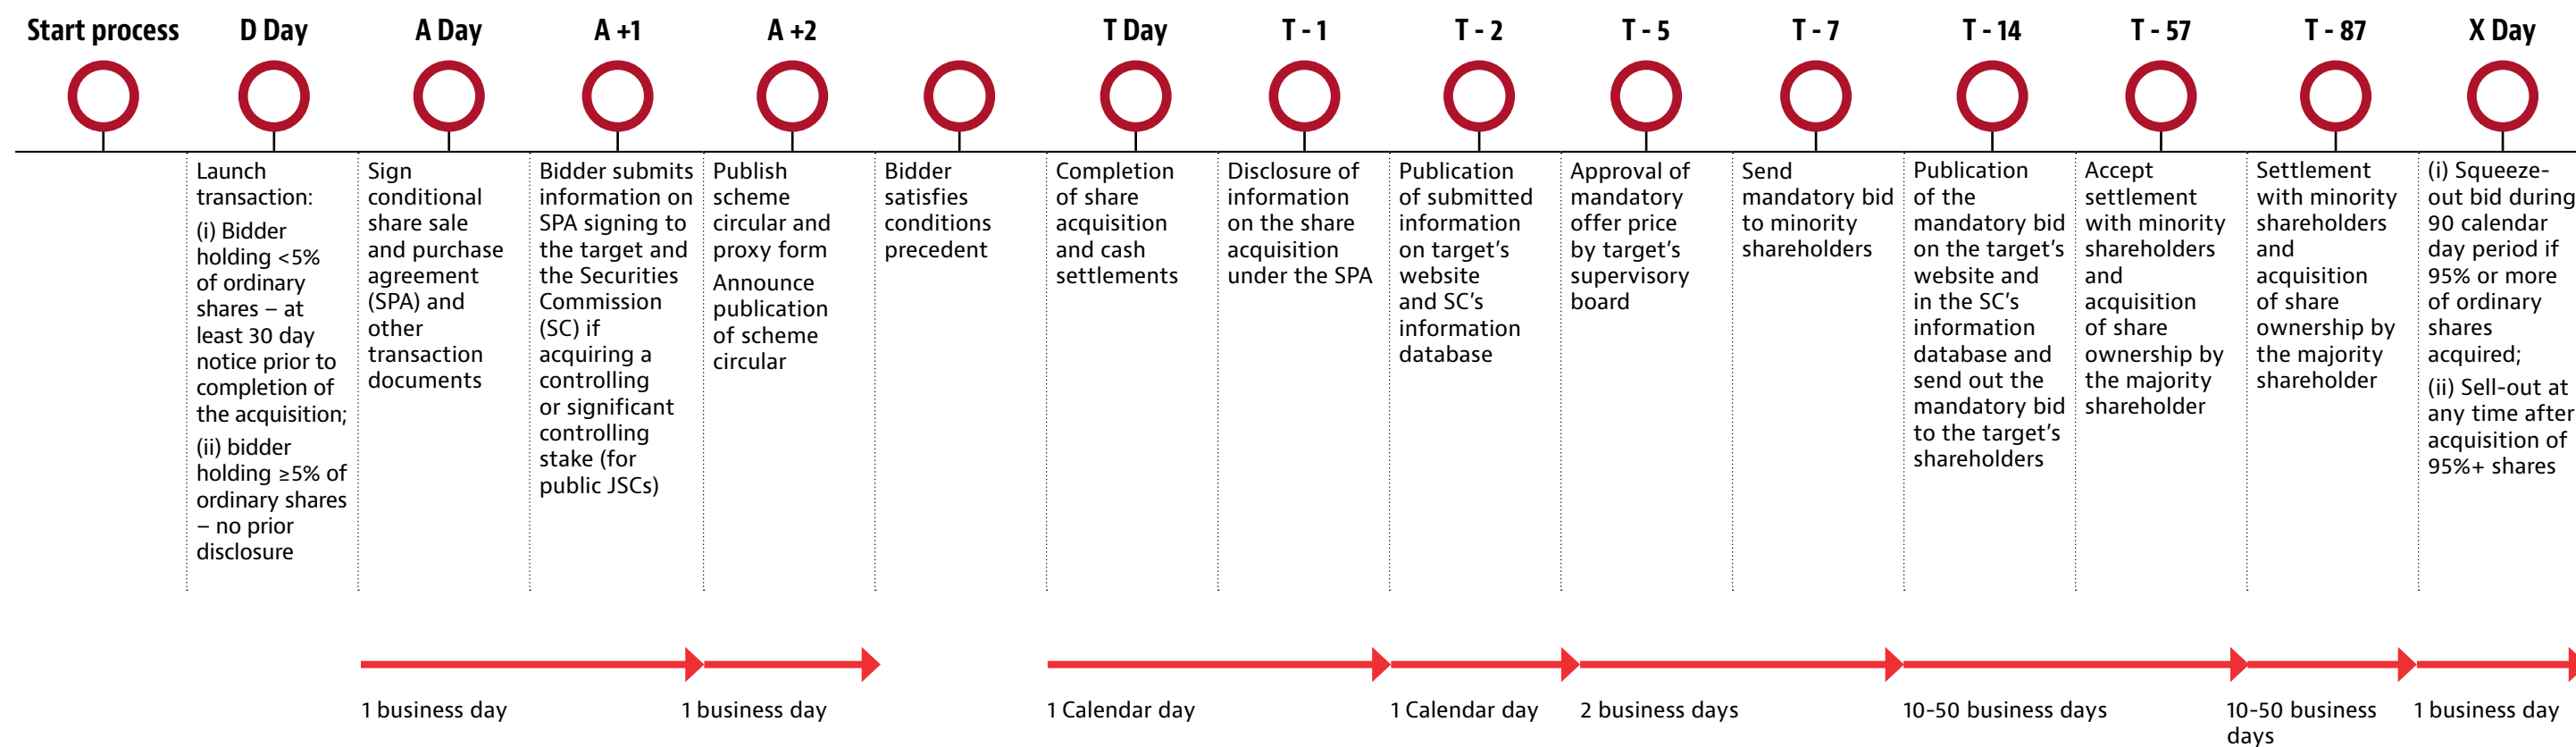 Start process
D Day
A Day
A +1
A +2
T Day
T - 1
T - 2
T - 5
T - 7
T - 14
T - 57
T - 87
X Day
Launch
transaction:
(i) Bidder
holding <5%
of ordinary
shares – at
least 30 day
notice prior to
completion of
the acquisition;
(ii) bidder
holding ≥5% of
ordinary shares
– no prior
disclosure
Sign
conditional
share sale
and purchase
agreement
(SPA) and
other
transaction
documents
Bidder submits
information on
SPA signing to
the target and
the Securities
Commission
(SC) if
acquiring a
controlling
or significant
controlling
stake (for
public JSCs)
Publish
scheme
circular and
proxy form
Announce
publication
of scheme
circular
Bidder
satisfies
conditions
precedent
Completion
of share
acquisition
and cash
settlements
Disclosure of
information
on the share
acquisition
under the SPA
Publication
of submitted
information
on target's
website
and SC's
information
database
Approval of
mandatory
offer price
by target's
supervisory
board
Send
mandatory bid
to minority
shareholders
Publication
of the
mandatory bid
on the target's
website and
in the SC's
information
database and
send out the
mandatory bid
to the target's
shareholders
Accept
settlement
with minority
shareholders
and
acquisition
of share
ownership by
the majority
shareholder
Settlement
with minority
shareholders
and
acquisition
of share
ownership by
the majority
shareholder
(i) Squeeze-
out bid during
90 calendar
day period if
95% or more
of ordinary
shares
acquired;
(ii) Sell-out at
any time after
acquisition of
95%+ shares
1 business day
1 business day
1 Calendar day
1 Calendar day
2 business days
10-50 business days
10-50 business
days
1 business day